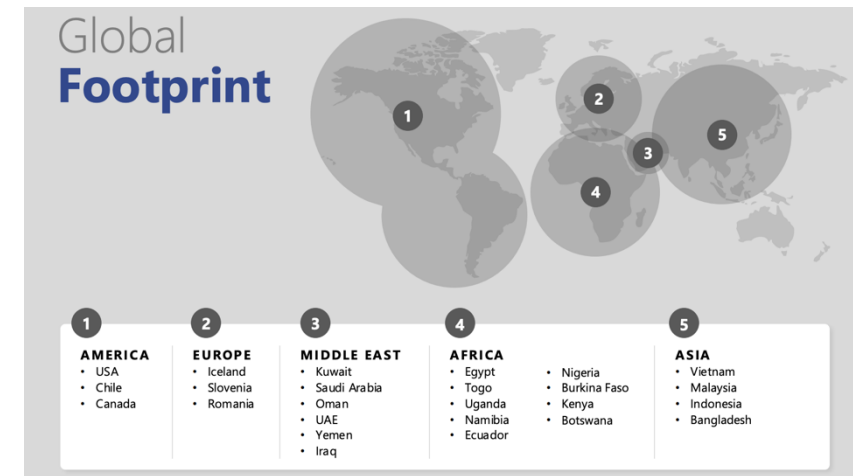 Global
Footprint
1
2
3
4
5
1
AMERICA
• USA
• Chile
• Canada
2
EUROPE
• Iceland
• Slovenia
• Romania
3
MIDDLE EAST
• Kuwait
• Saudi Arabia
• Oman
• UAE
• Yemen
• Iraq
4
AFRICA
• Egypt
• Togo
• Uganda
• Namibia
• Ecuador
• Nigeria
• Burkina Faso
• Kenya
• Botswana
5
ASIA
• Vietnam
• Malaysia
• Indonesia
• Bangladesh